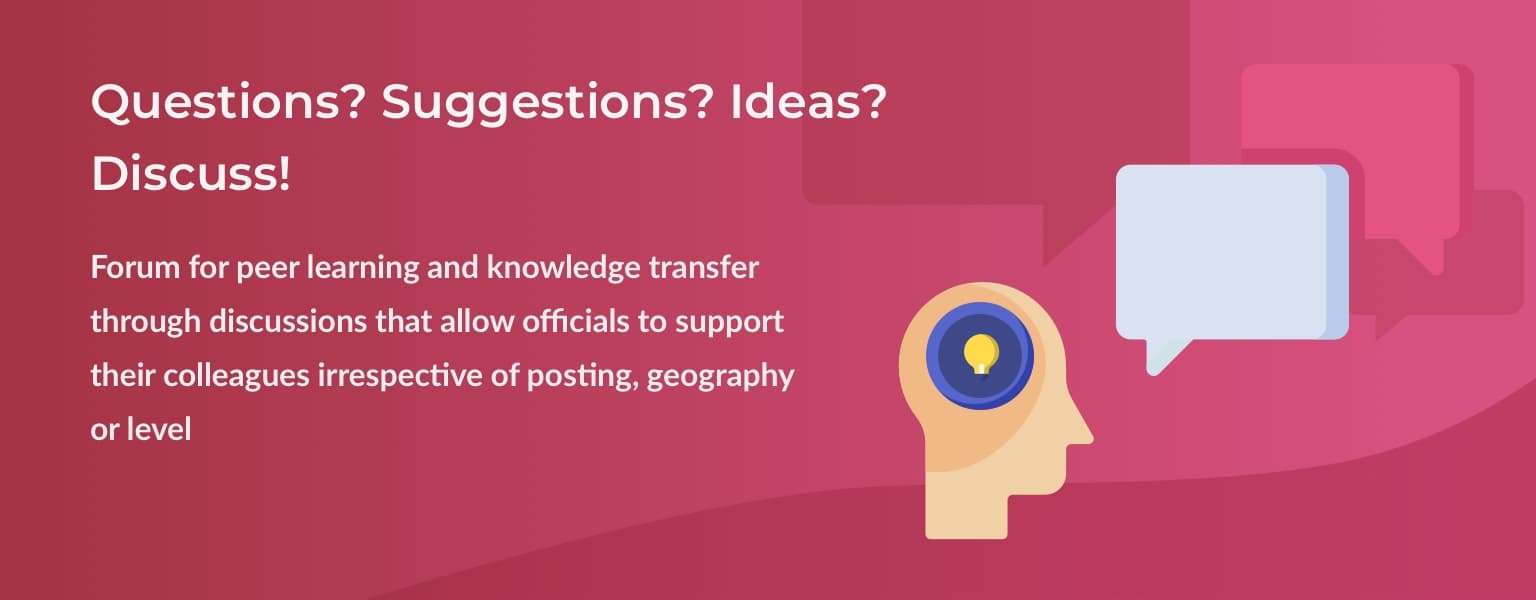 Questions? Suggestions? Ideas?
Discuss!
Forum for peer learning and knowledge transfer
through discussions that allow officials to support
their colleagues irrespective of posting, geography
or level